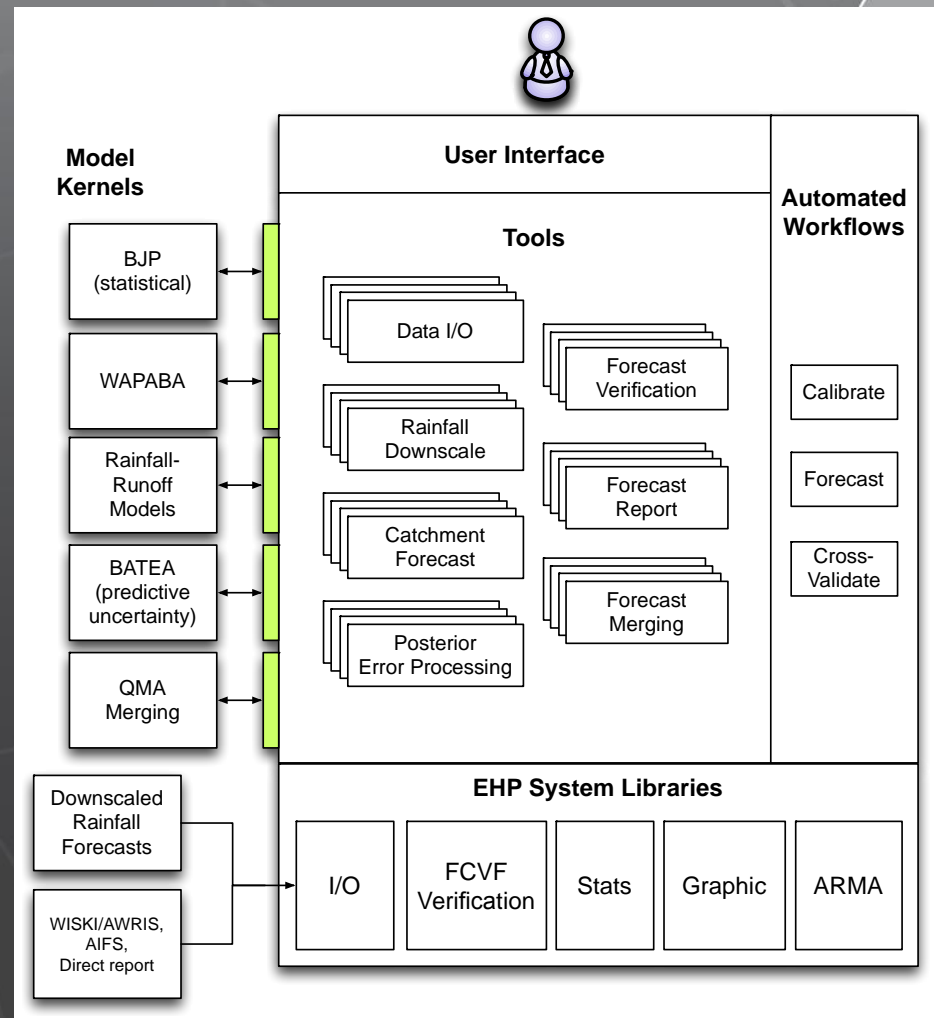 User Interface
Model
Kernels
Automated
Workflows
Tools
BJP
(statistical)
WAPABA
Rainfall-
Runoff
Models
BATEA
(predictive
uncertainty)
QMA
Merging
Data I/O
Rainfall
Downscale
Catchment
Forecast
Posterior
Error Processing
Forecast
Verification
Forecast
Report
Forecast
Merging
Calibrate
Forecast
Cross-
Validate
Downscaled
Rainfall
Forecasts
WISKI/AWRIS,
AIFS,
Direct report
EHP System Libraries
I/O
FCVF
Verification
Stats
Graphic
ARMA